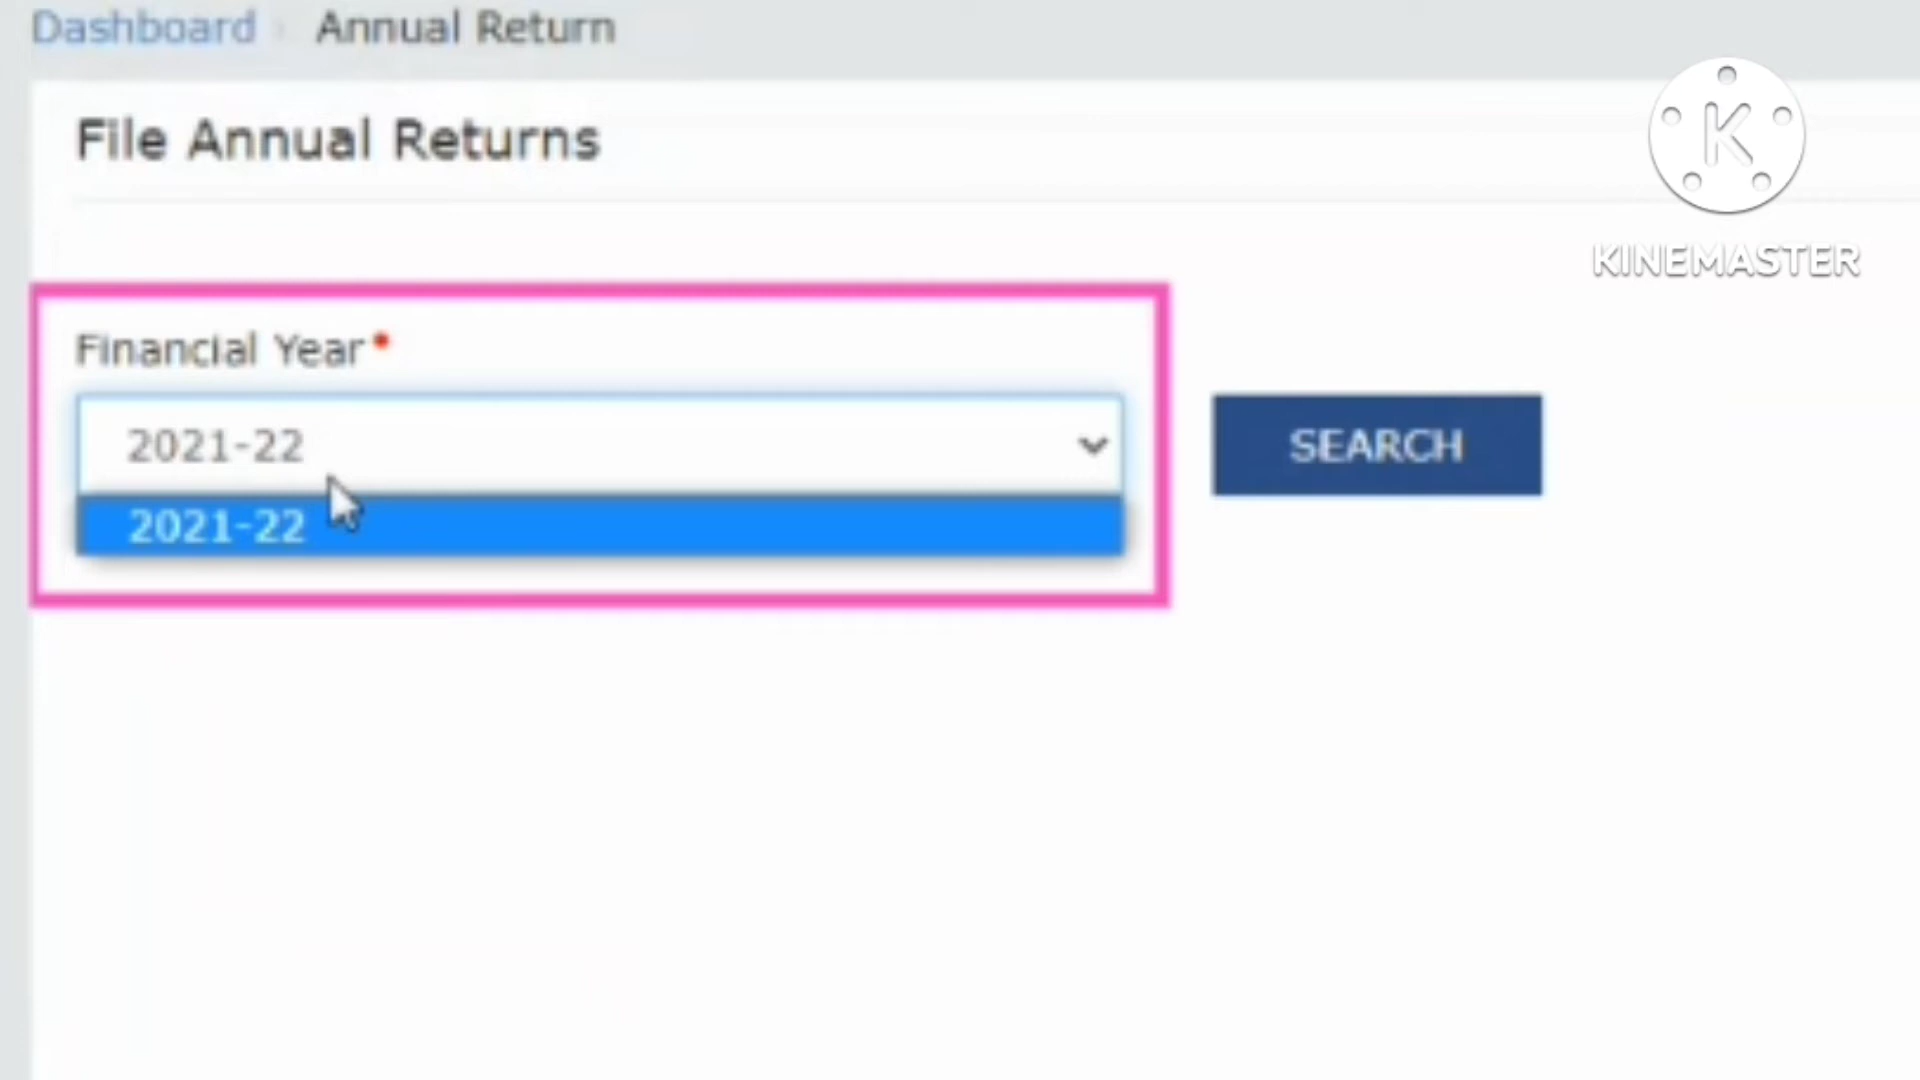 Dashboard › Annual Return
File Annual Returns
K
KINEMASTER
Financial Year•
2021-22
SEARCH
2021-22